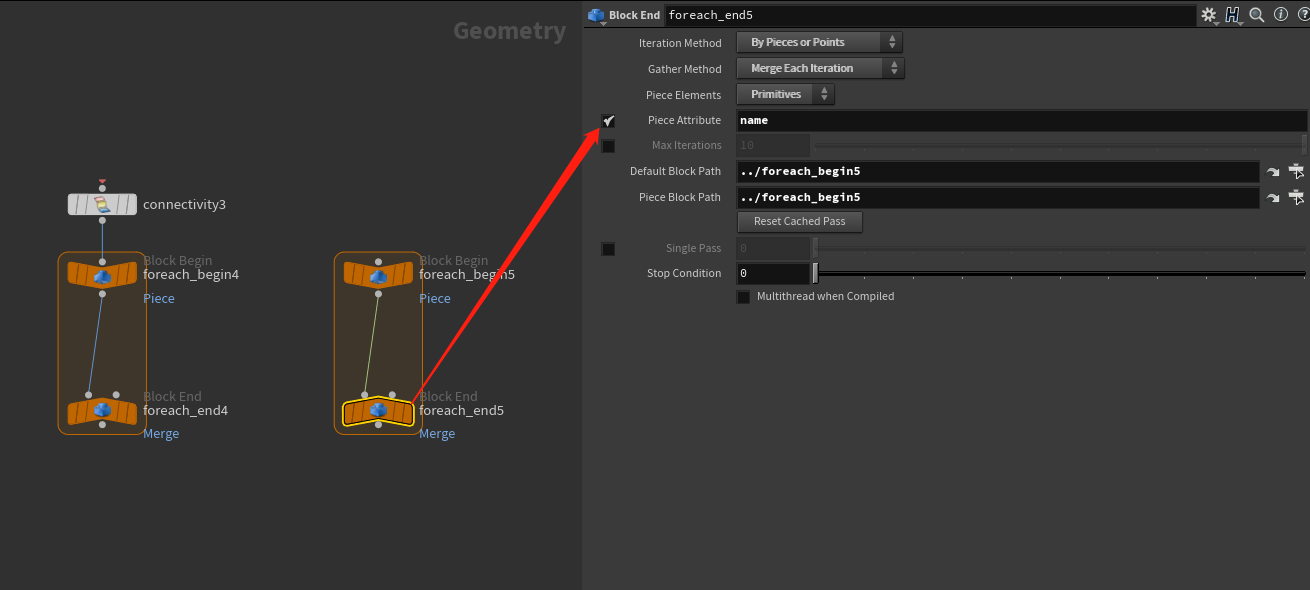 Geometry
connectivity3
Block Begin
foreach_begin4
Piece
Block End
foreach_end4
Merge
Block Begin
foreach_begin5
Piece
Block End
foreach_end5
Merge
Block End foreach_end5
Iteration Method By Pieces or Points
Gather Method Merge Each Iteration
Piece Elements Primitives
Piece Attribute name
Max Iterations 10
Default Block Path ../foreach_begin5
Piece Block Path ../foreach_begin5
Reset Cached Pass
Single Pass 0
Stop Condition 0
Multithread when Compiled